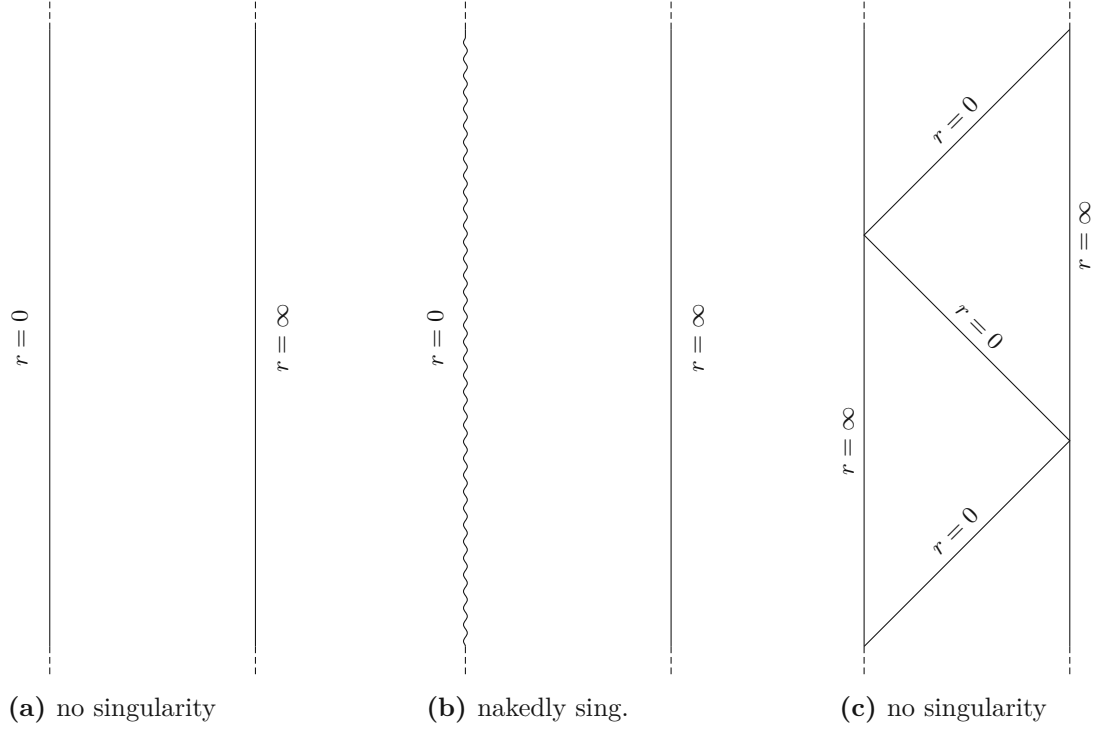 r = 0
r = ∞
(a) no singularity
r = 0
r = ∞
(b) nakedly sing.
r = 0
r = ∞
r = 0
r = ∞
r = 0
(c) no singularity